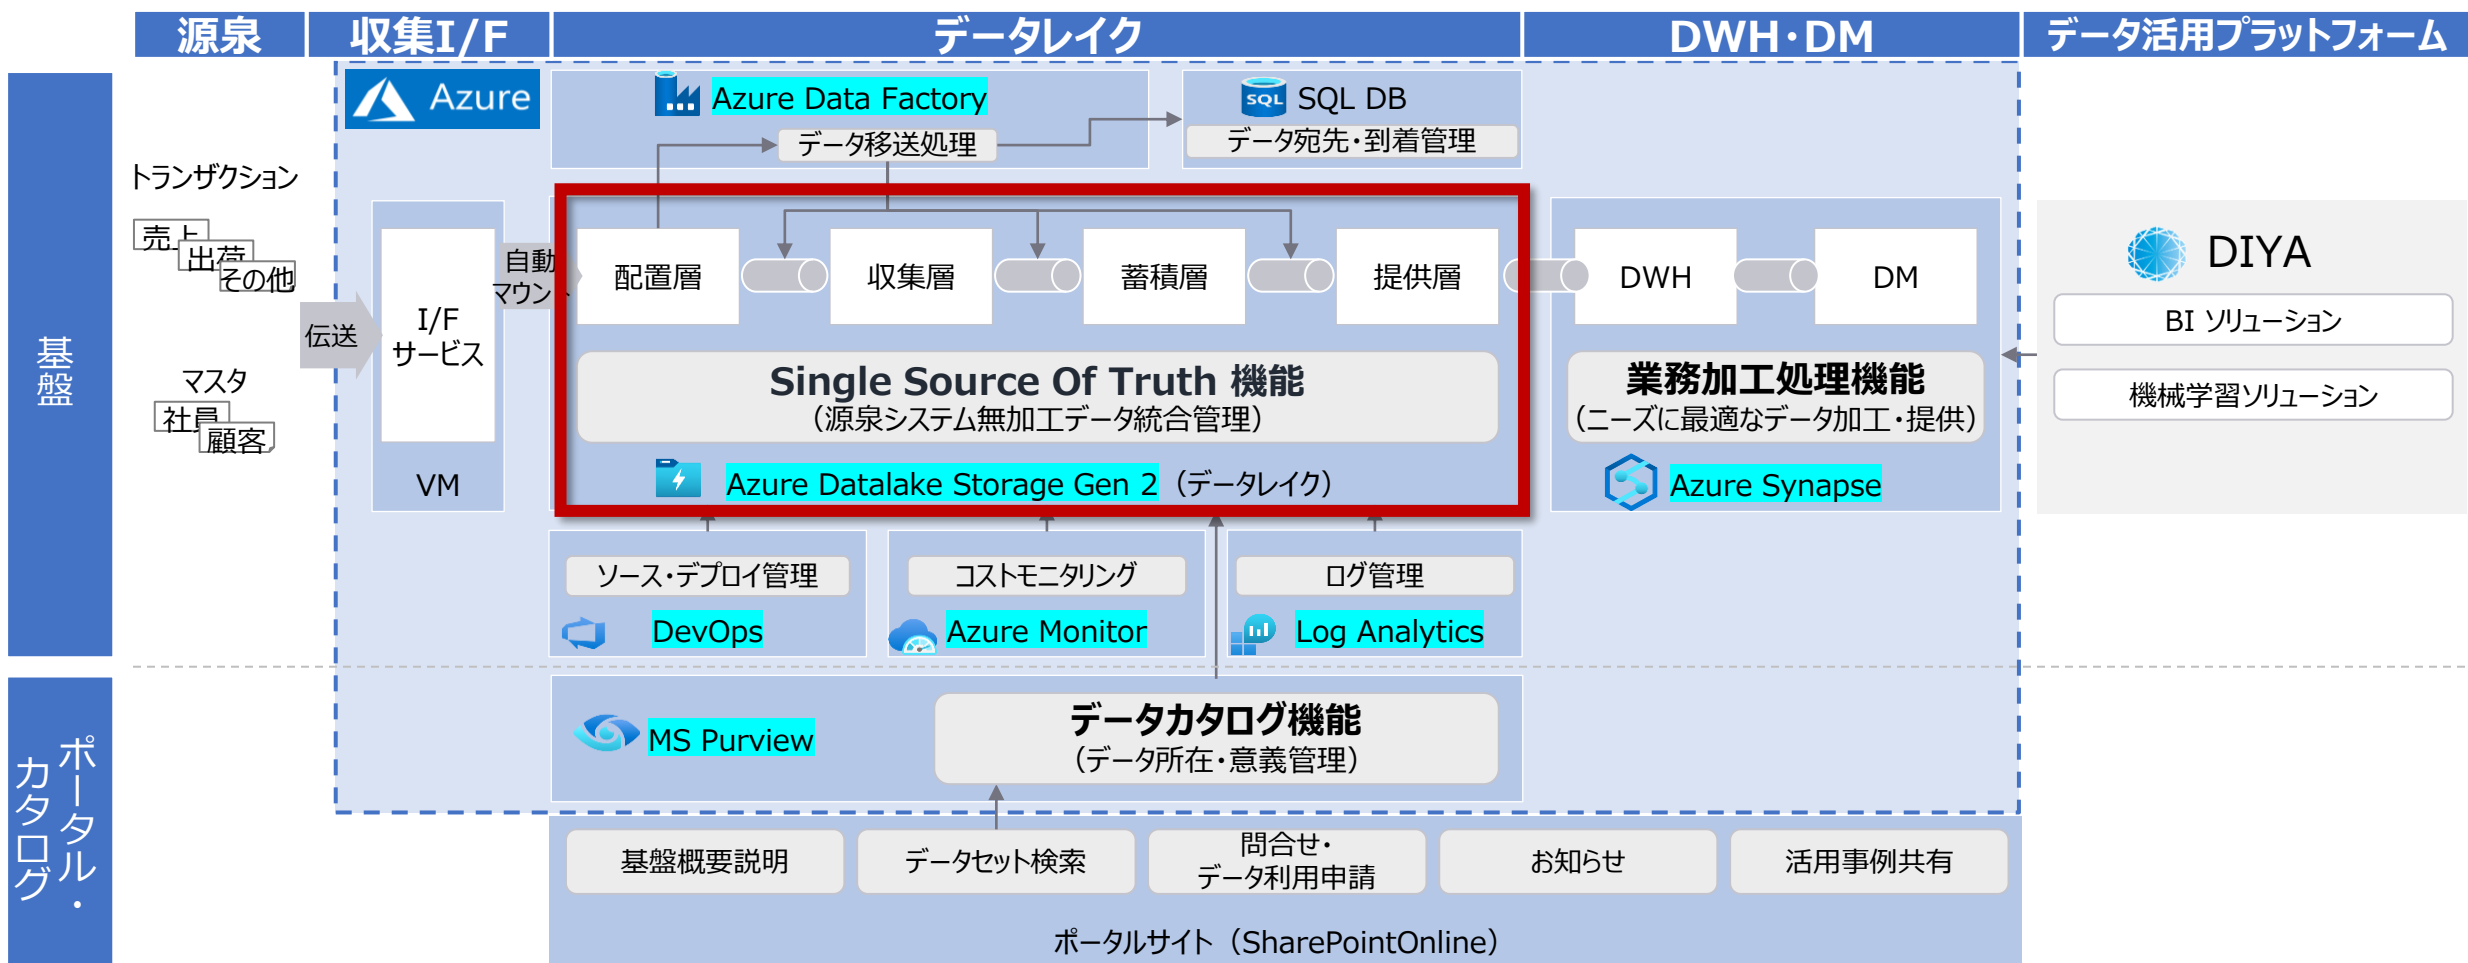 源泉
収集I/F
データレイク
DWH・DM
データ活用プラットフォーム
基盤
Azure
Azure Data Factory
データ移送処理
SQL DB
データ宛先・到着管理
トランザクション
売上
出荷
その他
マスタ
社員
顧客
伝送
I/F
サービス
VM
自動
マウント
配置層
収集層
蓄積層
提供層
Single Source Of Truth 機能
（源泉システム無加工データ統合管理）
Azure Datalake Storage Gen 2（データレイク）
DWH
DM
業務加工処理機能
（ニーズに最適なデータ加工・提供）
Azure Synapse
DIYA
BI ソリューション
機械学習ソリューション
ソース・デプロイ管理
DevOps
コストモニタリング
Azure Monitor
ログ管理
Log Analytics
ポータル・
カタログ
MS Purview
データカタログ機能
（データ所在・意義管理）
基盤概要説明
データセット検索
問合せ・
データ利用申請
お知らせ
活用事例共有
ポータルサイト（SharePointOnline）